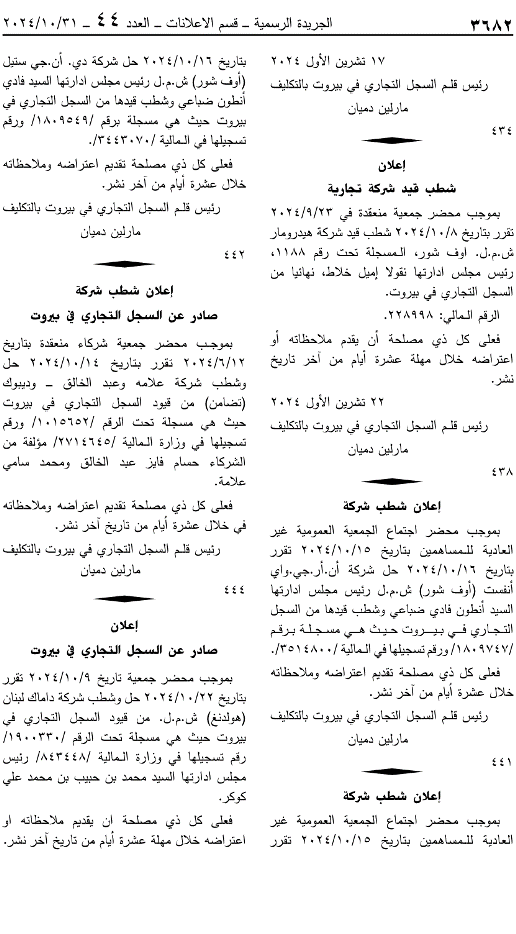 ٣٦٨٢
الجريدة الرسمية ـ قسم الاعلانات ـ العدد ٤٤ ـ ٢٠٢٤/١٠/٣١
١٧ تشرين الأول ٢٠٢٤
رئيس قلم السجل التجاري في بيروت بالتكليف
مارلين دميان
٤٣٤
إعلان
شطب قيد شركة تجارية
بموجب محضر جمعية منعقدة في ٢٠٢٤/٩/٢٣
تقرر بتاريخ ٢٠٢٤/١٠/٨ شطب قيد شركة هيدرومار
ش.م.ل. اوف شور، المسجلة تحت رقم ١١٨٨،
رئيس مجلس ادارتها نقولا إميل خلاط، نهائيا من
السجل التجاري في بيروت.
الرقم المالي: ٢٢٨٩٩٨.
فعلى كل ذي مصلحة أن يقدم ملاحظاته أو
اعتراضه خلال مهلة عشرة أيام من آخر تاريخ
نشر.
٢٢ تشرين الأول ٢٠٢٤
رئيس قلم السجل التجاري في بيروت بالتكليف
مارلين دميان
٤٣٨
إعلان شطب شركة
بموجب محضر اجتماع الجمعية العمومية غير
العادية للمساهمين بتاريخ ٢٠٢٤/١٠/١٥ تقرر
بتاريخ ٢٠٢٤/١٠/١٦ حل شركة أن.أر.جي.واي
أنفست (أوف شور) ش.م.ل رئيس مجلس ادارتها
السيد أنطون فادي ضباعي وشطب قيدها من السجل
التجاري في بيروت حيث هي مسجلة برقم
/١٨٠٩٧٤٧/ ورقم تسجيلها في المالية /٣٥١٤٨٠٠/.
فعلى كل ذي مصلحة تقديم اعتراضه وملاحظاته
خلال عشرة أيام من آخر نشر.
رئيس قلم السجل التجاري في بيروت بالتكليف
مارلين دميان
٤٤١
إعلان شطب شركة
بموجب محضر اجتماع الجمعية العمومية غير
العادية للمساهمين بتاريخ ٢٠٢٤/١٠/١٥ تقرر
بتاريخ ٢٠٢٤/١٠/١٦ حل شركة دي. أن.جي ستيل
(أوف شور) ش.م.ل رئيس مجلس ادارتها السيد فادي
أنطون ضباعي وشطب قيدها من السجل التجاري في
بيروت حيث هي مسجلة برقم /١٨٠٩٥٤٩/ ورقم
تسجيلها في المالية /٣٤٤٣٠٧٠/.
فعلى كل ذي مصلحة تقديم اعتراضه وملاحظاته
خلال عشرة أيام من آخر نشر.
رئيس قلم السجل التجاري في بيروت بالتكليف
مارلين دميان
٤٤٢
إعلان شطب شركة
صادر عن السجل التجاري في بيروت
بموجب محضر جمعية شركاء منعقدة بتاريخ
٢٠٢٤/٦/١٢ تقرر بتاريخ ٢٠٢٤/١٠/١٤ حل
وشطب شركة علامه وعبد الخالق ـ وديبوك
(تضامن) من قيود السجل التجاري في بيروت
حيث هي مسجلة تحت الرقم /١٠١٥٦٥٢/ ورقم
تسجيلها في وزارة المالية /٢٧١٤٦٤٥/ مؤلفة من
الشركاء حسام فايز عبد الخالق ومحمد سامي
علامة.
فعلى كل ذي مصلحة تقديم اعتراضه وملاحظاته
في خلال عشرة أيام من تاريخ آخر نشر.
رئيس قلم السجل التجاري في بيروت بالتكليف
مارلين دميان
٤٤٤
إعلان
صادر عن السجل التجاري في بيروت
بموجب محضر جمعية تاريخ ٢٠٢٤/١٠/٩ تقرر
بتاريخ ٢٠٢٤/١٠/٢٢ حل وشطب شركة داماك لبنان
(هولدنغ) ش.م.ل. من قيود السجل التجاري في
بيروت حيث هي مسجلة تحت الرقم /١٩٠٠٣٣٠/
رقم تسجيلها في وزارة المالية /٨٤٣٤٤٨/ رئيس
مجلس ادارتها السيد محمد بن حبيب بن محمد علي
كوكر.
فعلى كل ذي مصلحة ان يقديم ملاحظاته او
اعتراضه خلال مهلة عشرة أيام من تاريخ آخر نشر.